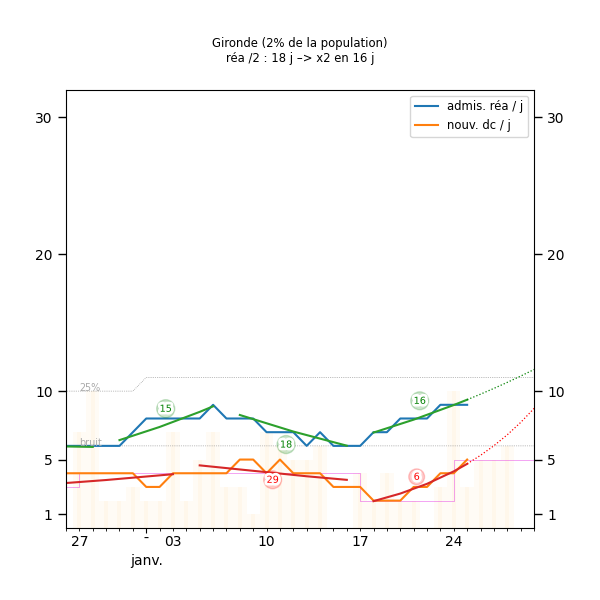 Gironde (2% de la population)
réa /2 : 18 j –> x2 en 16 j
admis. réa / j
nouv. dc / j
30 30
20 20
10 10
5 5
1 1
25%
bruit
15
18
16
29
6
27 - 03 10 17 24
janv.